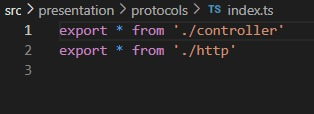 src > presentation > protocols > TS index.ts
1 export * from './controller'
2 export * from './http'
3